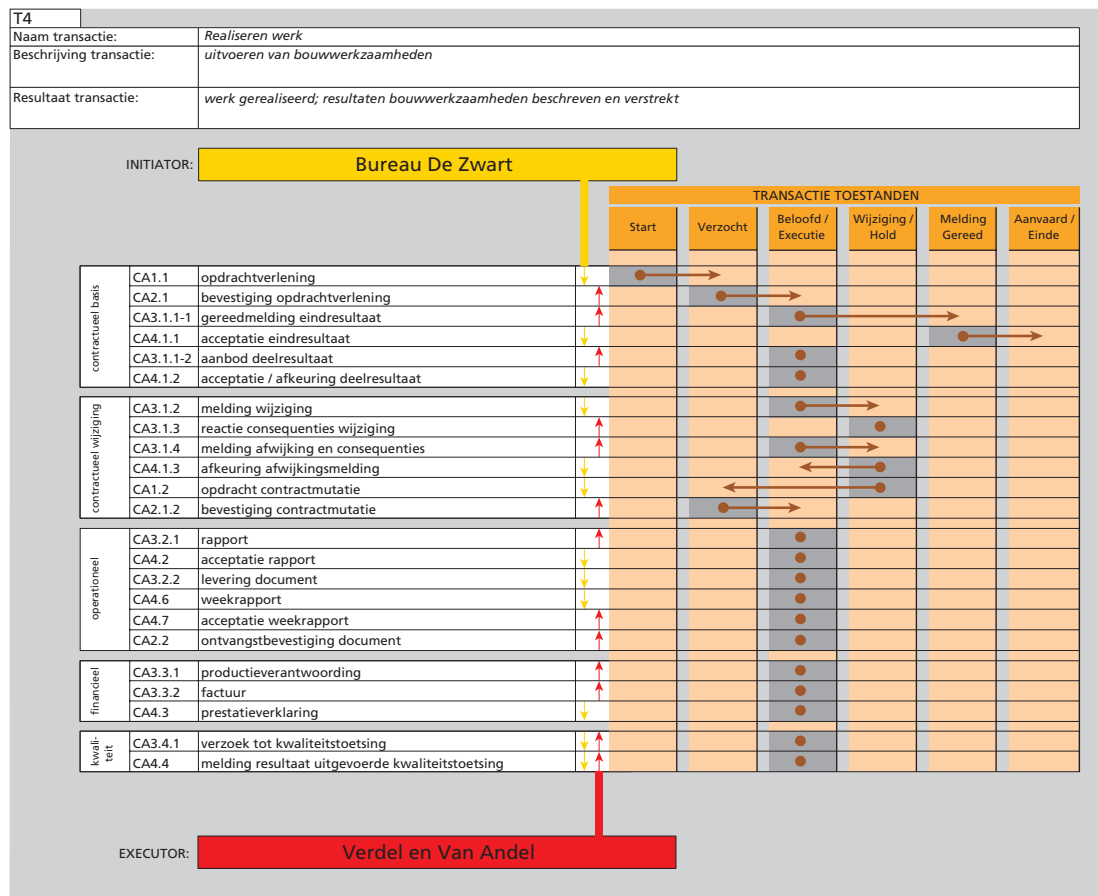 T4
Naam transactie: Realiseren werk
Beschrijving transactie: uitvoeren van bouwwerkzaamheden
Resultaat transactie: werk gerealiseerd; resultaten bouwwerkzaamheden beschreven en verstrekt
INITIATOR: Bureau De Zwart
TRANSACTIE TOESTANDEN
Start Verzocht Beloofd / Executie Wijziging / Hold Melding Gereed Aanvaard / Einde
contractueel basis
CA1.1 opdrachtverlening
CA2.1 bevestiging opdrachtverlening
CA3.1.1-1 gereedmelding eindresultaat
CA4.1.1 acceptatie eindresultaat
CA3.1.1-2 aanbod deelresultaat
CA4.1.2 acceptatie / afkeuring deelresultaat
contractueel wijziging
CA3.1.2 melding wijziging
CA3.1.3 reactie consequenties wijziging
CA3.1.4 melding afwijking en consequenties
CA4.1.3 afkeuring afwijkingsmelding
CA1.2 opdracht contractmutatie
CA2.1.2 bevestiging contractmutatie
operationeel
CA3.2.1 rapport
CA4.2 acceptatie rapport
CA3.2.2 levering document
CA4.6 weekrapport
CA4.7 acceptatie weekrapport
CA2.2 ontvangstbevestiging document
financieel
CA3.3.1 productieverantwoording
CA3.3.2 factuur
CA4.3 prestatieverklaring
kwali-
teit
CA3.4.1 verzoek tot kwaliteitstoetsing
CA4.4 melding resultaat uitgevoerde kwaliteitstoetsing
EXECUTOR: Verdel en Van Andel